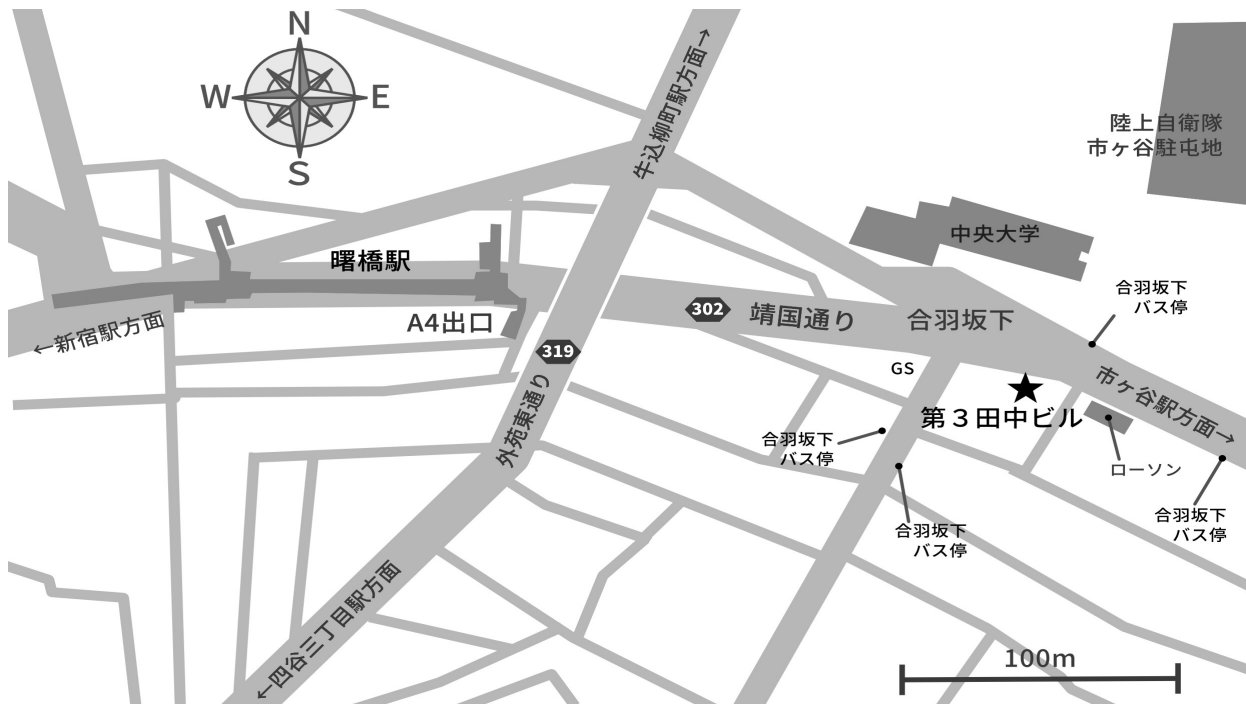 N
W
E
S
牛込柳町駅方面→
陸上自衛隊
市ヶ谷駐屯地
中央大学
曙橋駅
合羽坂下
バス停
302
靖国通り
合羽坂下
A4出口
←新宿駅方面
319
GS
外苑東通り
市ヶ谷駅方面→
第3田中ビル
合羽坂下
バス停
ローソン
合羽坂下
バス停
合羽坂下
バス停
←四谷三丁目駅方面
100m